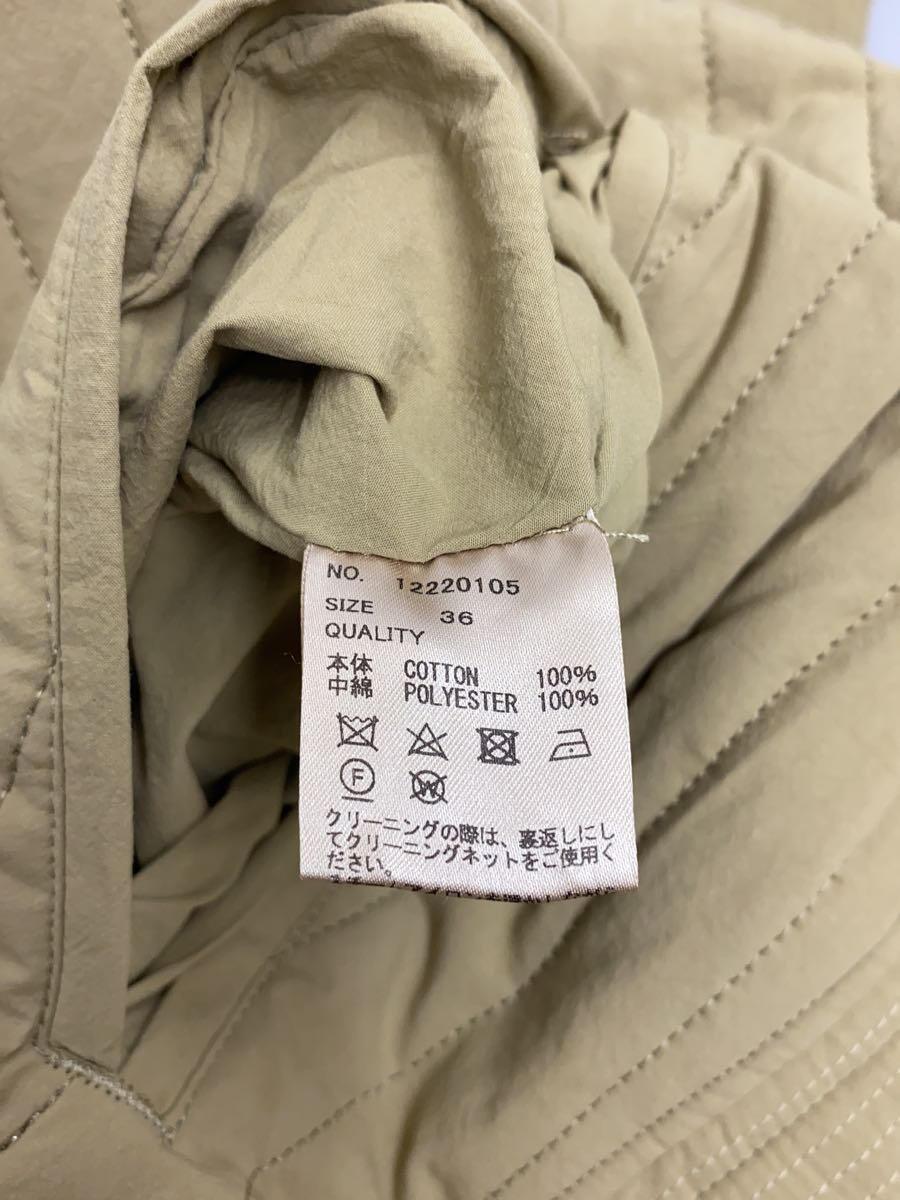 NO. 12220105
SIZE 36
QUALITY
本体 COTTON 100%
中綿 POLYESTER 100%
F W
クリーニングの際は、裏返しにし
てクリーニングネットをご使用く
ださい。